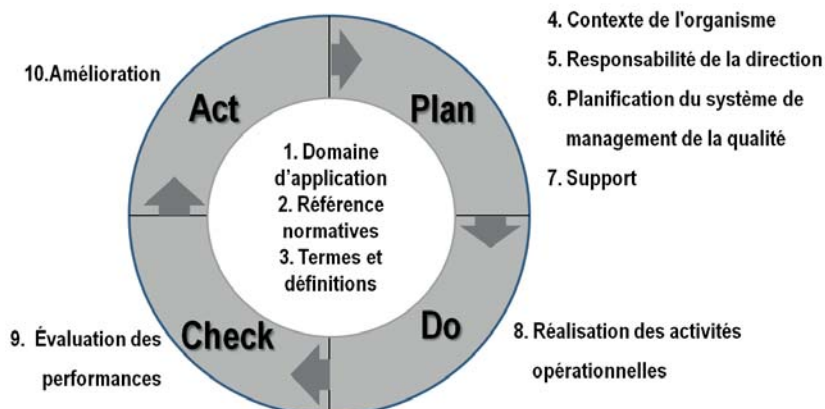 4. Contexte de l'organisme
5. Responsabilité de la direction
6. Planification du système de
management de la qualité
7. Support
10.Amélioration
Act
Plan
1. Domaine
d'application
2. Référence
normatives
3. Termes et
définitions
Check
Do
9. Évaluation des
performances
8. Réalisation des activités
opérationnelles